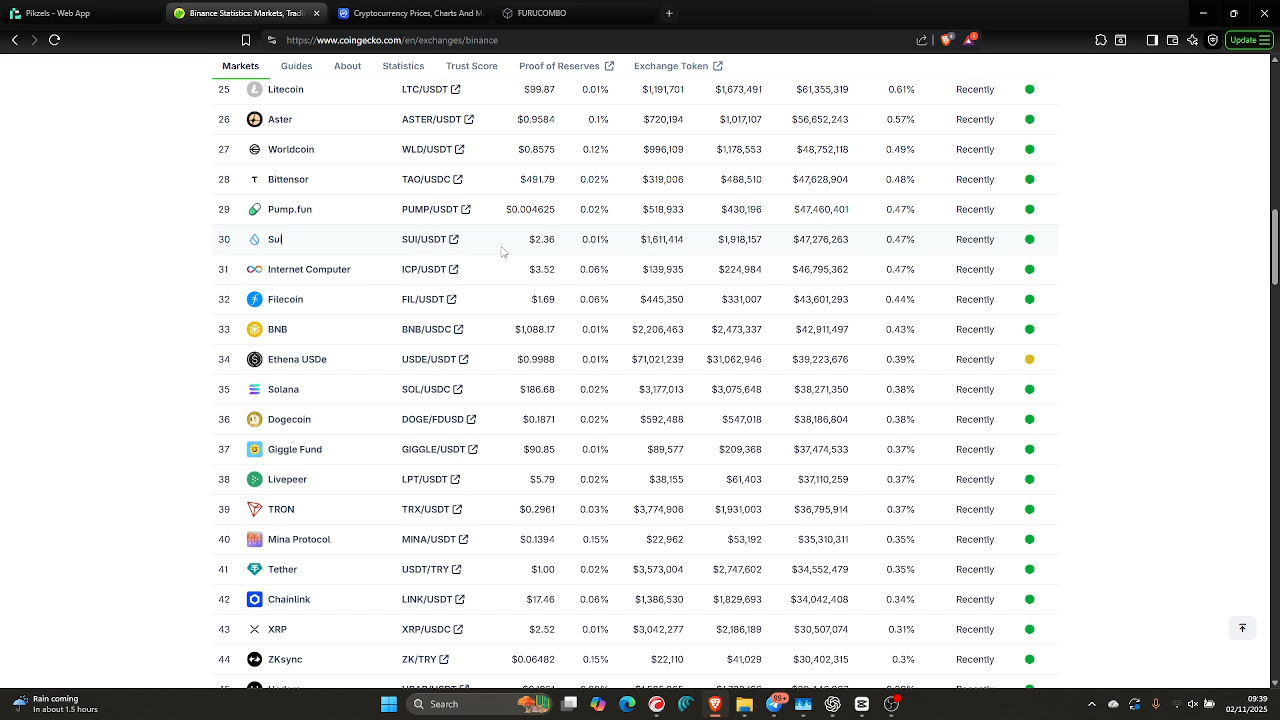 Pixels - Web App
Binance Statistics: Markets, Tradin
Cryptocurrency Prices, Charts And M
FURUCOMBO
https://www.coingecko.com/en/exchanges/binance
Update
Markets Guides About Statistics Trust Score Proof of Reserves Exchange Token
25 Litecoin LTC/USDT $99.87 0.01% $1,191,701 $1,673,491 $61,355,319 0.61% Recently
26 Aster ASTER/USDT $0.9584 0.1% $720,194 $1,017,107 $56,652,243 0.57% Recently
27 Worldcoin WLD/USDT $0.8575 0.12% $996,109 $1,178,553 $48,752,118 0.49% Recently
28 Bittensor TAO/USDC $491.79 0.02% $319,006 $488,510 $47,628,904 0.48% Recently
29 Pump.fun PUMP/USDT $0.004625 0.02% $518,933 $430,196 $47,460,401 0.47% Recently
30 Sui SUI/USDT $2.36 0.01% $1,611,414 $1,918,157 $47,276,263 0.47% Recently
31 Internet Computer ICP/USDT $3.52 0.06% $139,935 $224,984 $46,795,362 0.47% Recently
32 Filecoin FIL/USDT $1.69 0.06% $445,330 $531,007 $43,601,293 0.44% Recently
33 BNB BNB/USDC $1,088.17 0.01% $2,206,463 $2,473,337 $42,911,497 0.43% Recently
34 Ethena USDe USDE/USDT $0.9988 0.01% $71,021,239 $31,062,946 $39,223,676 0.39% Recently
35 Solana SOL/USDC $186.68 0.02% $3,177,013 $3,075,648 $38,271,350 0.38% Recently
36 Dogecoin DOGE/FDUSD $0.1871 0.02% $592,488 $547,018 $38,186,804 0.38% Recently
37 Giggle Fund GIGGLE/USDT $90.85 0.01% $89,577 $209,368 $37,474,533 0.37% Recently
38 Livepeer LPT/USDT $5.79 0.02% $38,155 $61,403 $37,110,259 0.37% Recently
39 TRON TRX/USDT $0.2961 0.03% $3,774,936 $1,931,003 $36,795,914 0.37% Recently
40 Mina Protocol MINA/USDT $0.1394 0.15% $22,962 $53,192 $35,310,311 0.35% Recently
41 Tether USDT/TRY $1.00 0.02% $3,573,004 $2,747,602 $34,552,479 0.35% Recently
42 Chainlink LINK/USDT $17.46 0.06% $1,386,530 $1,829,693 $34,042,408 0.34% Recently
43 XRP XRP/USDC $2.52 0.01% $3,042,277 $2,186,189 $30,507,074 0.31% Recently
44 ZKsync ZK/TRY $0.06482 0.15% $22,110 $41,029 $30,402,315 0.3% Recently
Rain coming
In about 1.5 hours
Search
99+
09:39
02/11/2025